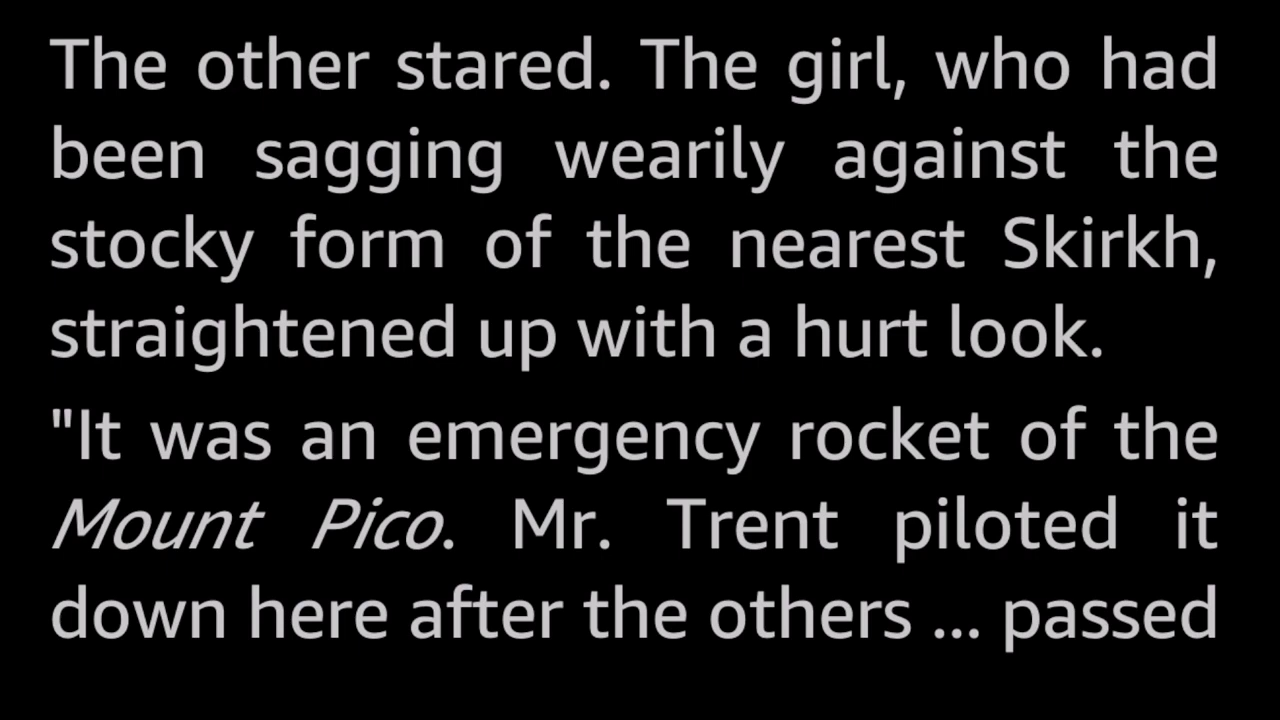 The other stared. The girl, who had
been sagging wearily against the
stocky form of the nearest Skirkh,
straightened up with a hurt look.
"It was an emergency rocket of the
Mount Pico. Mr. Trent piloted it
down here after the others ... passed